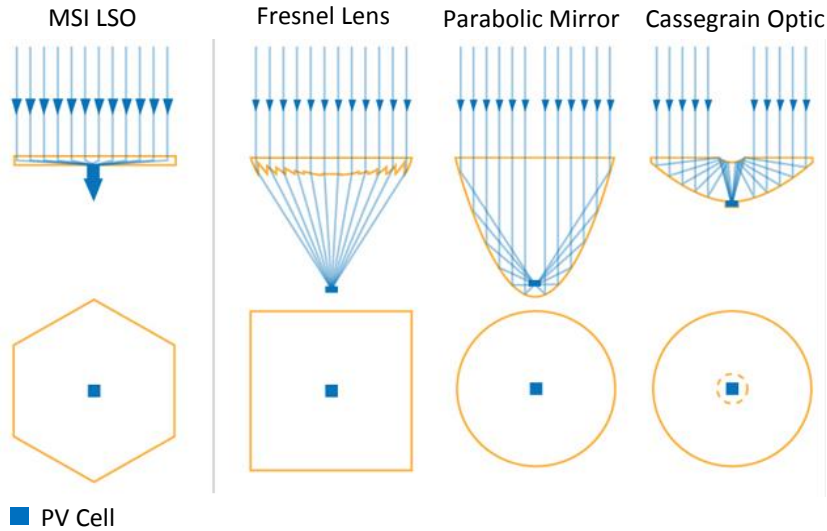 MSI LSO
Fresnel Lens
Parabolic Mirror
Cassegrain Optic
PV Cell